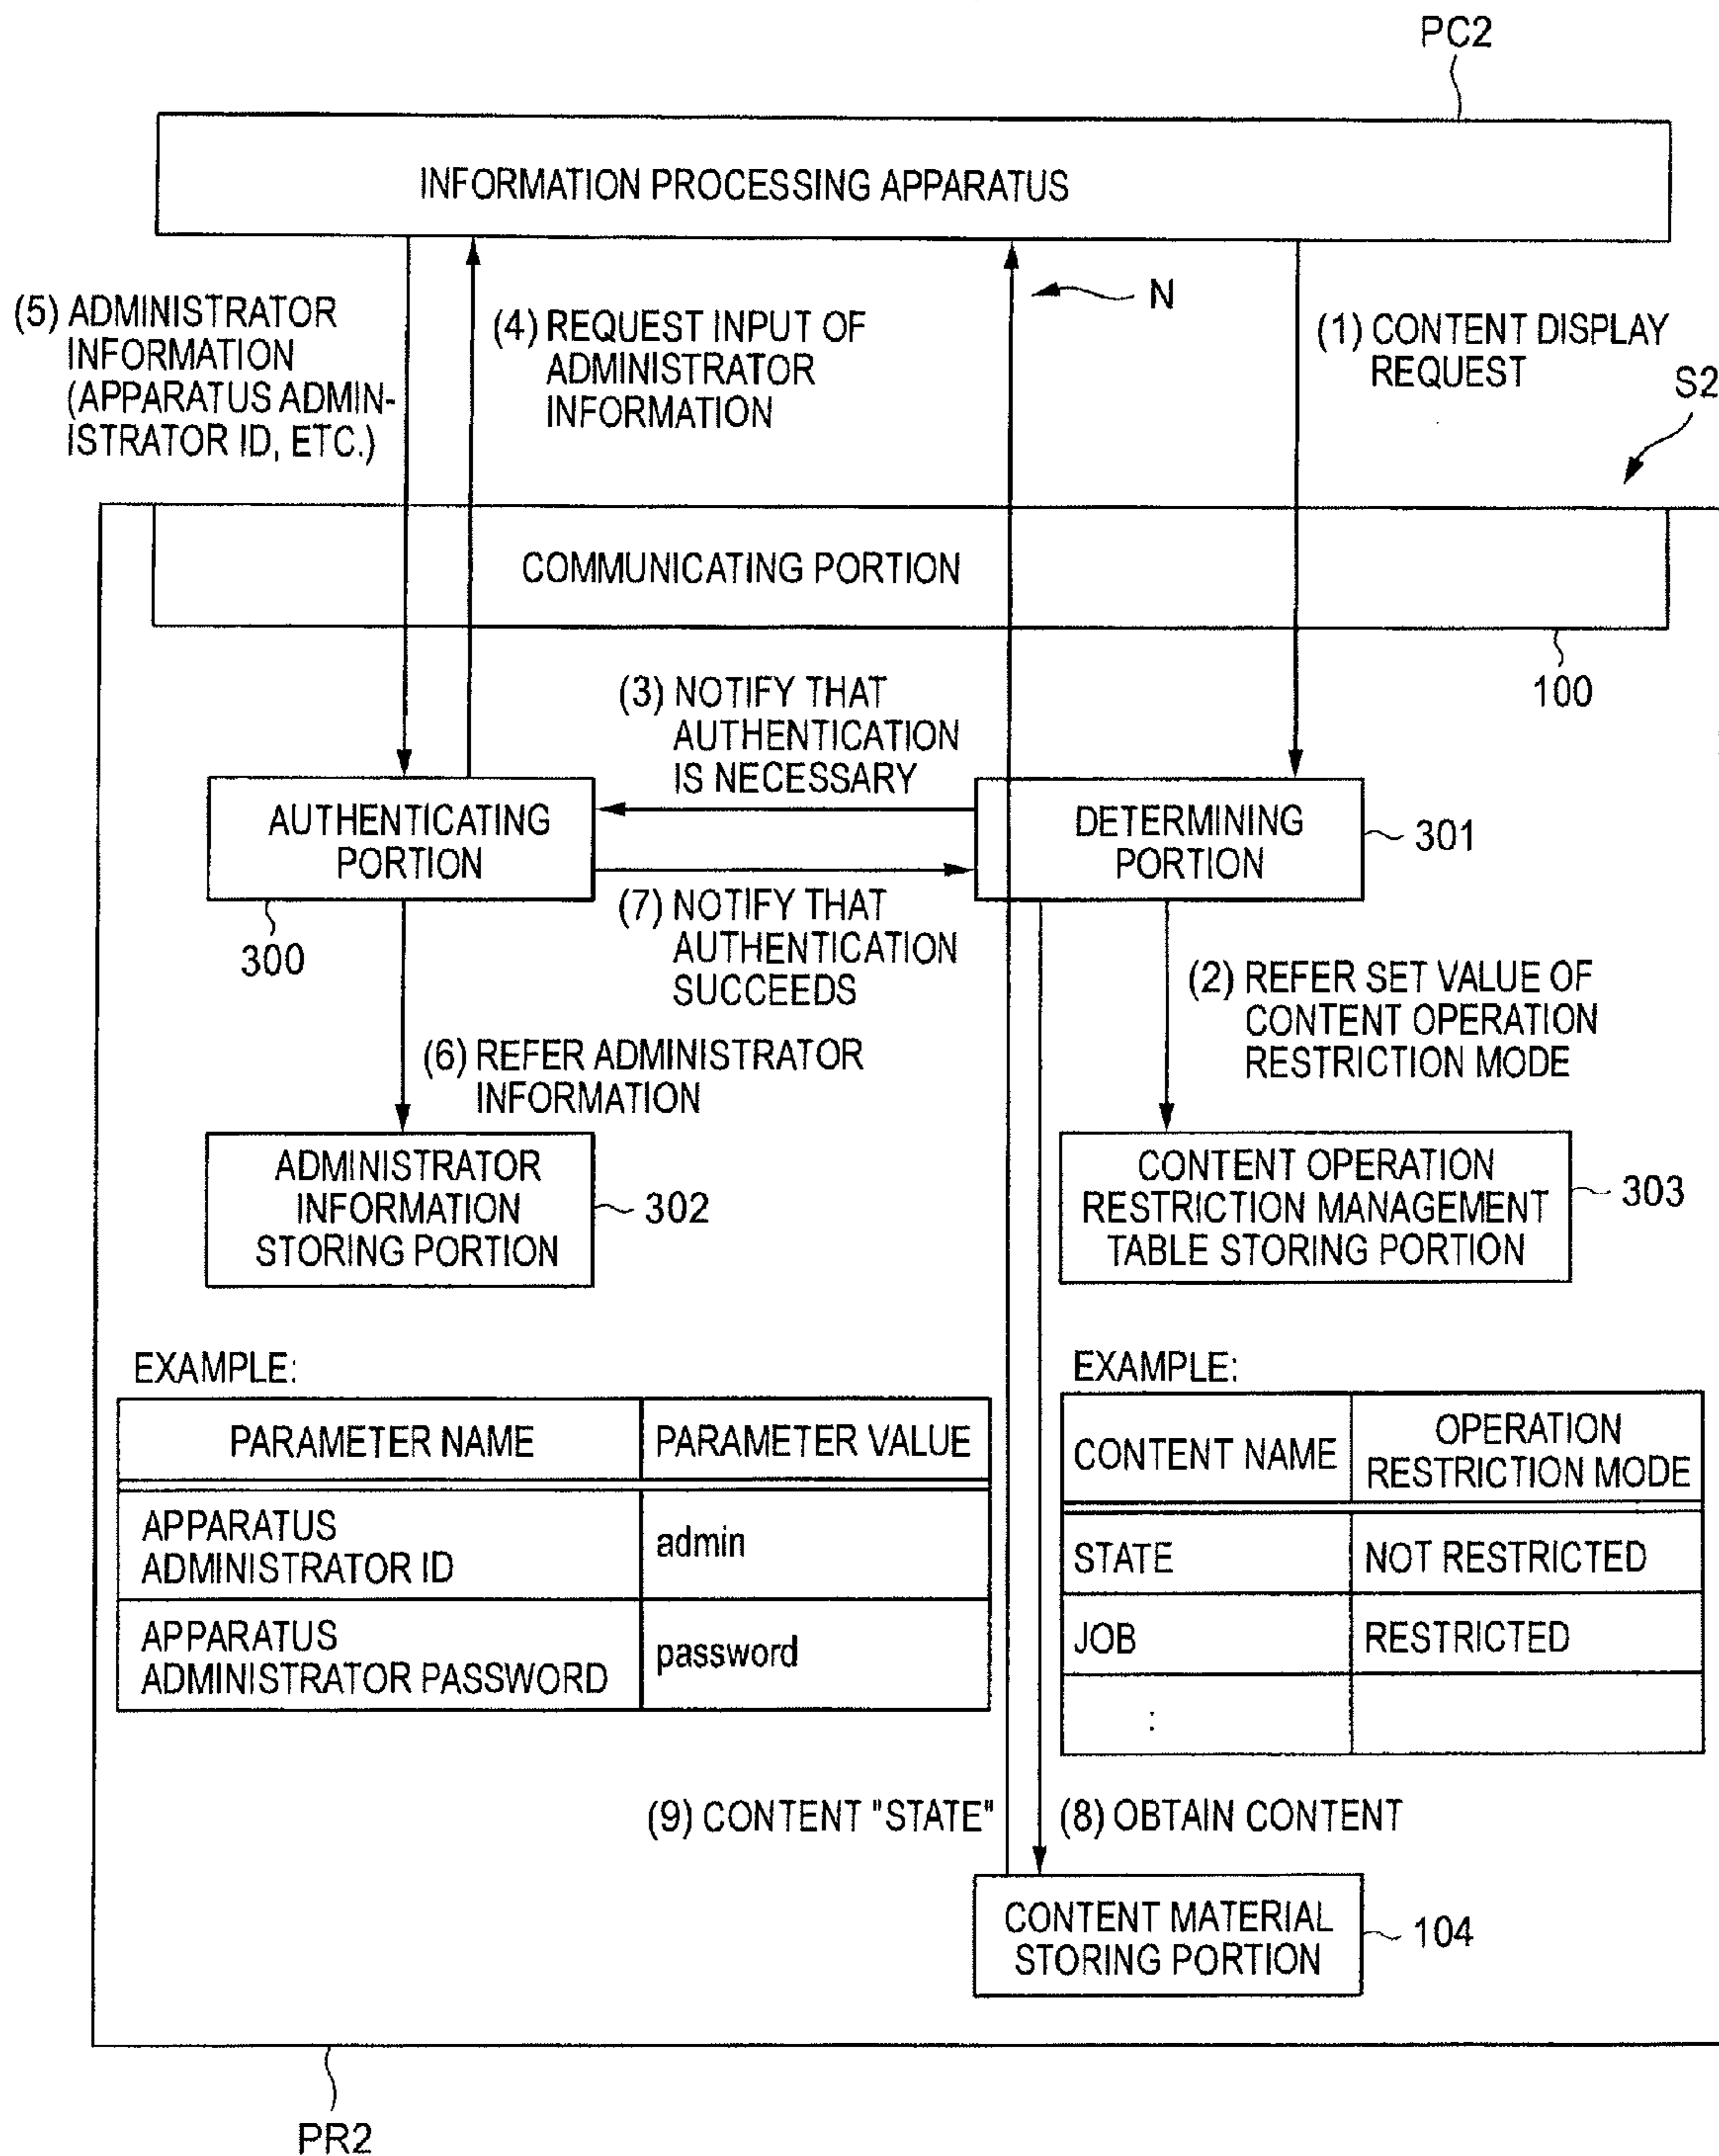 PC2
INFORMATION PROCESSING APPARATUS
(5) ADMINISTRATOR
INFORMATION
(APPARATUS ADMIN-
ISTRATOR ID, ETC.)
(4) REQUEST INPUT OF
ADMINISTRATOR
INFORMATION
N
(1) CONTENT DISPLAY
REQUEST
S2
COMMUNICATING PORTION
100
(3) NOTIFY THAT
AUTHENTICATION
IS NECESSARY
AUTHENTICATING
PORTION
300
DETERMINING
PORTION
301
(7) NOTIFY THAT
AUTHENTICATION
SUCCEEDS
(2) REFER SET VALUE OF
CONTENT OPERATION
RESTRICTION MODE
(6) REFER ADMINISTRATOR
INFORMATION
ADMINISTRATOR
INFORMATION
STORING PORTION
302
CONTENT OPERATION
RESTRICTION MANAGEMENT
TABLE STORING PORTION
303
EXAMPLE:
PARAMETER NAME
PARAMETER VALUE
APPARATUS
ADMINISTRATOR ID
admin
APPARATUS
ADMINISTRATOR PASSWORD
password
EXAMPLE:
CONTENT NAME
OPERATION
RESTRICTION MODE
STATE
NOT RESTRICTED
JOB
RESTRICTED
:
(9) CONTENT "STATE"
(8) OBTAIN CONTENT
CONTENT MATERIAL
STORING PORTION
104
PR2